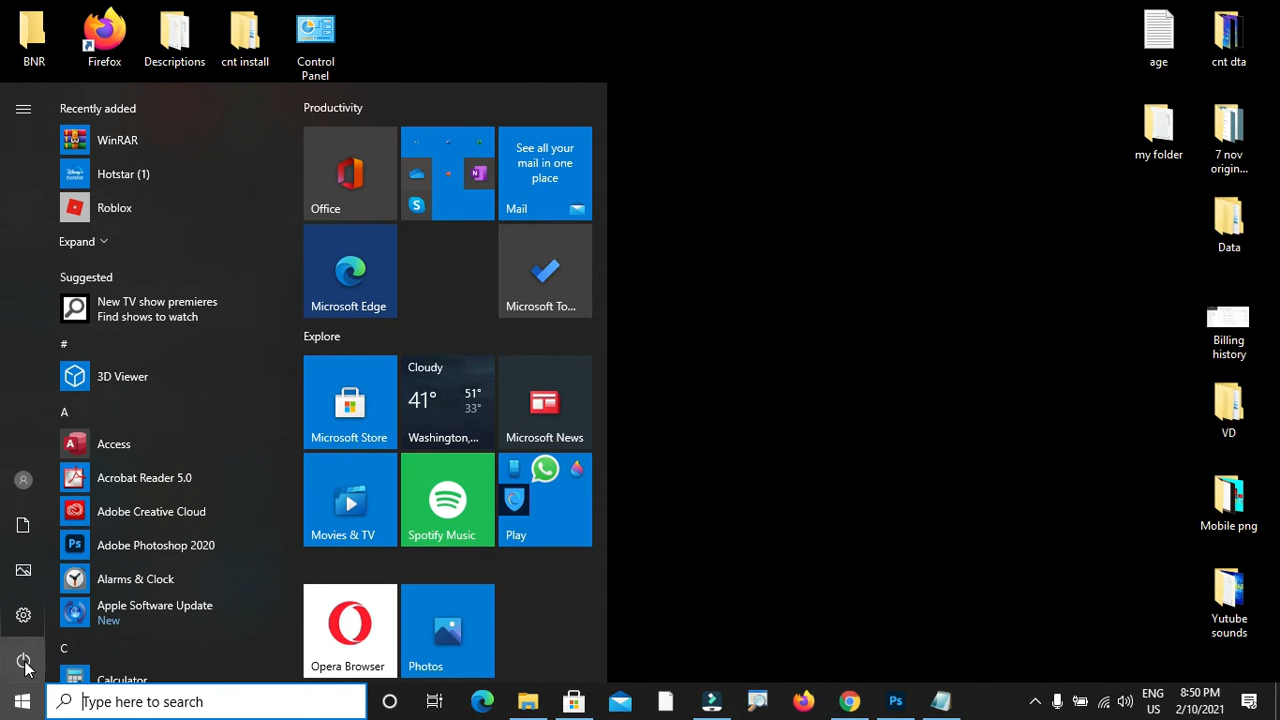 BNR
Firefox
Descriptions
cnt install
Control
Panel
age
cnt dta
my folder
7 nov
origin...
Data
Billing
history
VD
Mobile png
Yutube
sounds
Recently added
WinRAR
Hotstar (1)
Roblox
Expand
Suggested
New TV show premieres
Find shows to watch
#
3D Viewer
A
Access
Acrobat Reader 5.0
Adobe Creative Cloud
Adobe Photoshop 2020
Alarms & Clock
Apple Software Update
New
C
Calculator
Productivity
Office
See all your
mail in one
place
Mail
Microsoft Edge
Microsoft To...
Explore
Microsoft Store
Cloudy
41° 51°
33°
Washington,...
Microsoft News
Movies & TV
Spotify Music
Play
Opera Browser
Photos
Type here to search
ENG
US
8:50 PM
2/10/2021